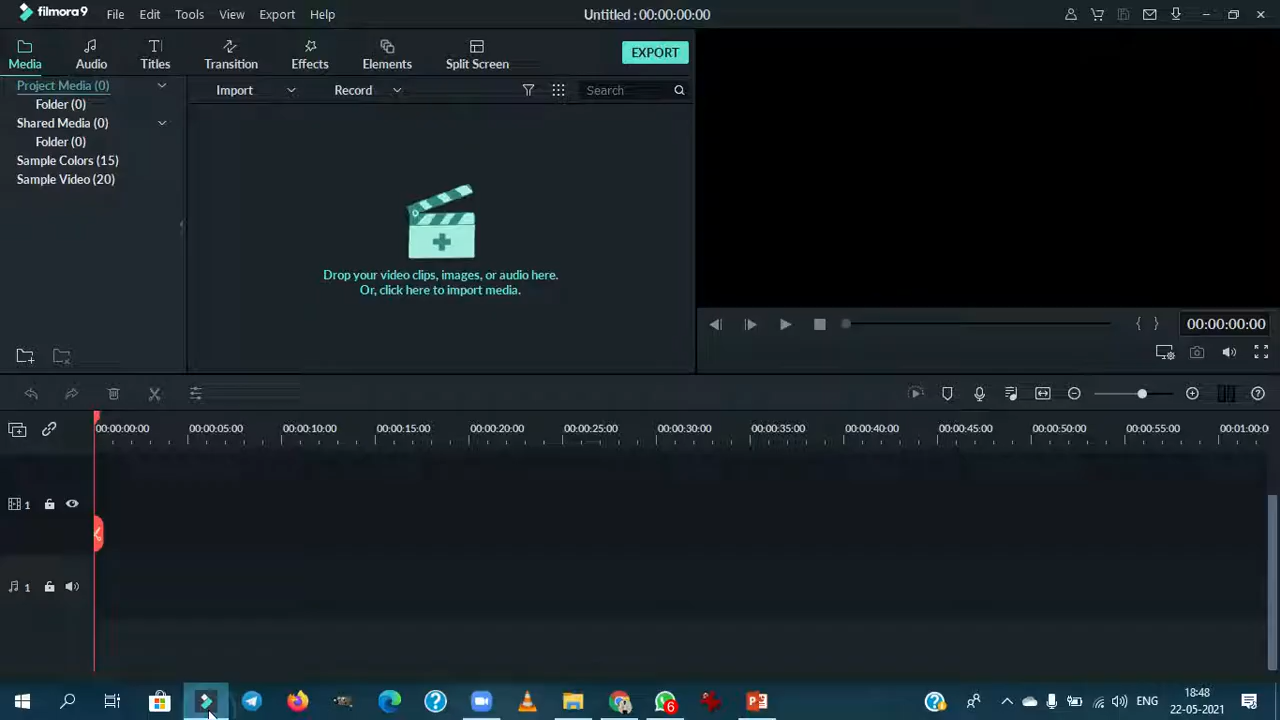 filmora9 File Edit Tools View Export Help Untitled : 00:00:00:00
Media Audio Titles Transition Effects Elements Split Screen EXPORT
Project Media (0)
Folder (0)
Shared Media (0)
Folder (0)
Sample Colors (15)
Sample Video (20)
Import Record Search
Drop your video clips, images, or audio here.
Or, click here to import media.
00:00:00:00
00:00:00:00 00:00:05:00 00:00:10:00 00:00:15:00 00:00:20:00 00:00:25:00 00:00:30:00 00:00:35:00 00:00:40:00 00:00:45:00 00:00:50:00 00:00:55:00 00:01:00:0
1
1
6
ENG
18:48
22-05-2021